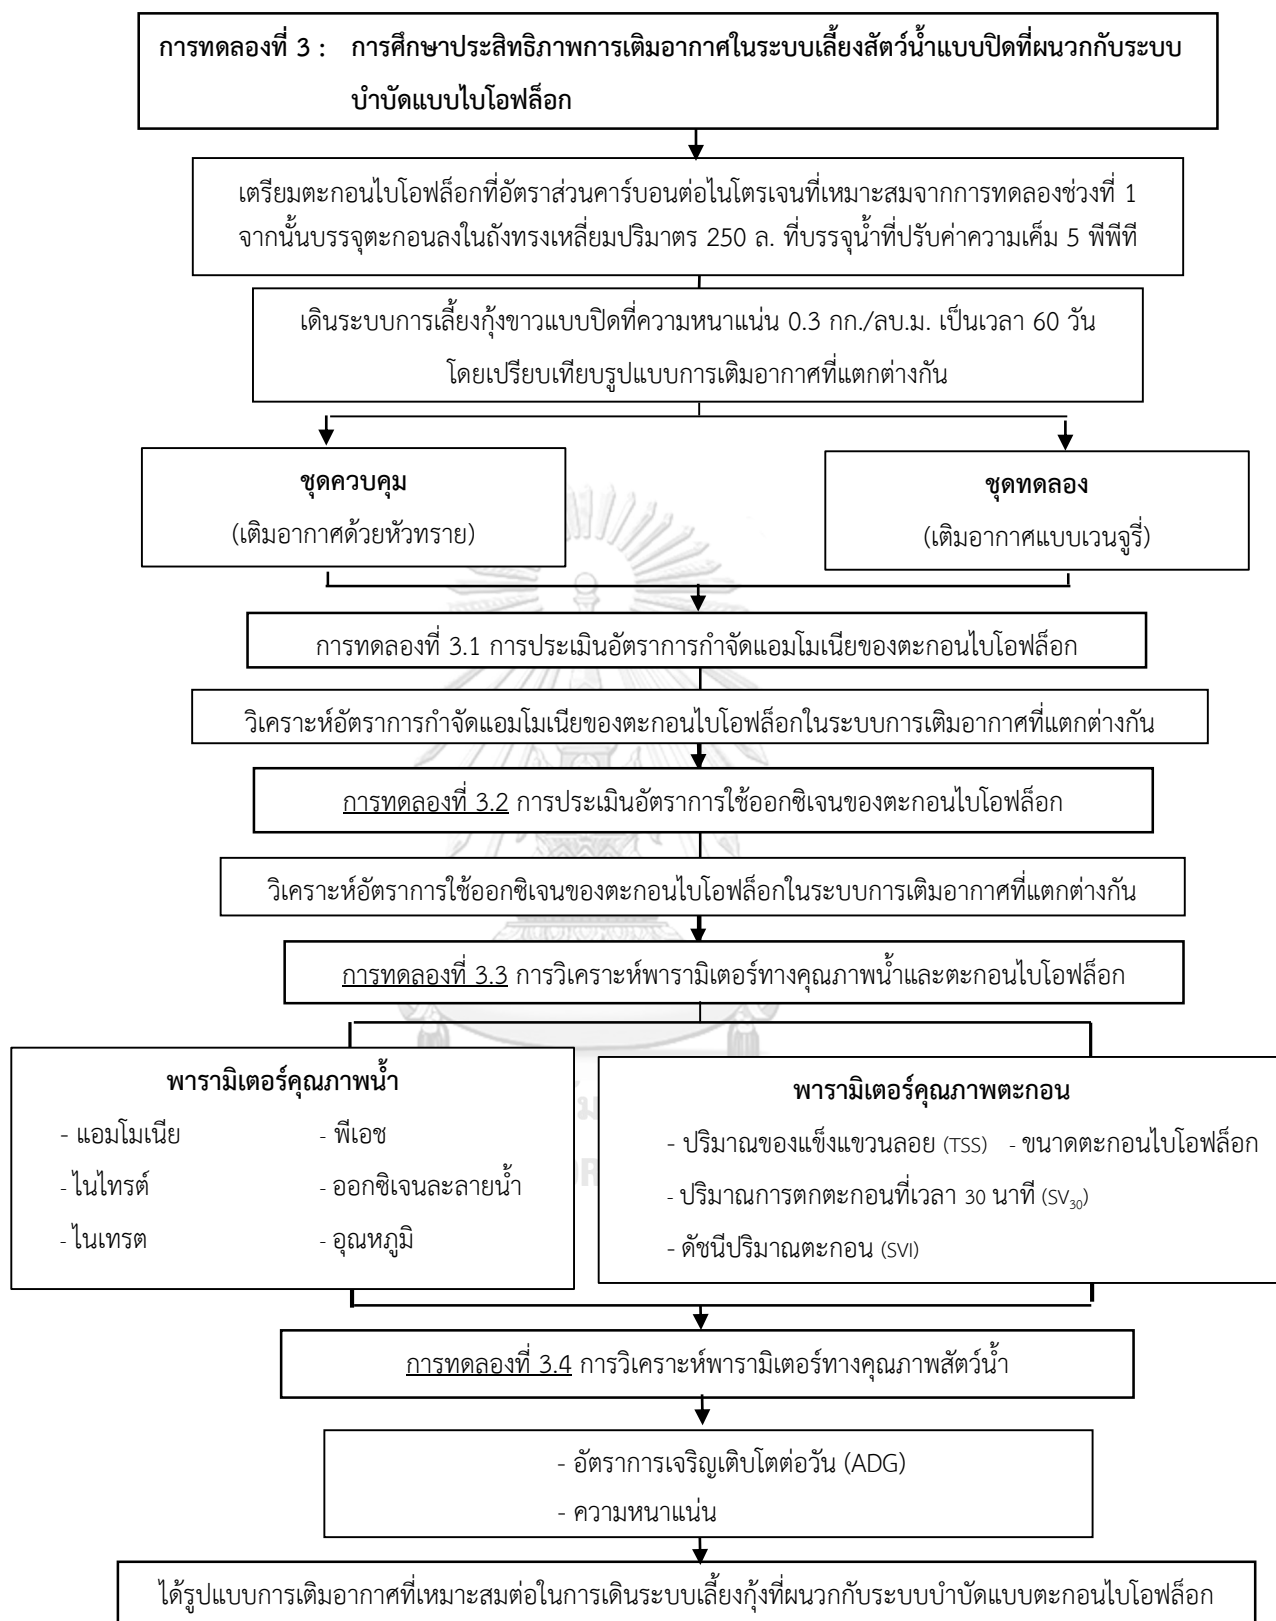 การทดลองที่ 3 : การศึกษาประสิทธิภาพการเติมอากาศในระบบเลี้ยงสัตว์น้ำแบบปิดที่ผนวกกับระบบ
บำบัดแบบไบโอฟล็อก
เตรียมตะกอนไบโอฟล็อกที่อัตราส่วนคาร์บอนต่อไนโตรเจนที่เหมาะสมจากการทดลองช่วงที่ 1
จากนั้นบรรจุตะกอนลงในถังทรงเหลี่ยมปริมาตร 250 ล. ที่บรรจุน้ำที่ปรับค่าความเค็ม 5 พีพีที
เดินระบบการเลี้ยงกุ้งขาวแบบปิดที่ความหนาแน่น 0.3 กก./ลบ.ม. เป็นเวลา 60 วัน
โดยเปรียบเทียบรูปแบบการเติมอากาศที่แตกต่างกัน
ชุดควบคุม
(เติมอากาศด้วยหัวทราย)
ชุดทดลอง
(เติมอากาศแบบเวนจูรี่)
การทดลองที่ 3.1 การประเมินอัตราการกำจัดแอมโมเนียของตะกอนไบโอฟล็อก
วิเคราะห์อัตราการกำจัดแอมโมเนียของตะกอนไบโอฟล็อกในระบบการเติมอากาศที่แตกต่างกัน
การทดลองที่ 3.2 การประเมินอัตราการใช้ออกซิเจนของตะกอนไบโอฟล็อก
วิเคราะห์อัตราการใช้ออกซิเจนของตะกอนไบโอฟล็อกในระบบการเติมอากาศที่แตกต่างกัน
การทดลองที่ 3.3 การวิเคราะห์พารามิเตอร์ทางคุณภาพน้ำและตะกอนไบโอฟล็อก
พารามิเตอร์คุณภาพน้ำ
- แอมโมเนีย - พีเอช
- ไนไทรต์ - ออกซิเจนละลายน้ำ
- ไนเทรต - อุณหภูมิ
พารามิเตอร์คุณภาพตะกอน
- ปริมาณของแข็งแขวนลอย (TSS) - ขนาดตะกอนไบโอฟล็อก
- ปริมาณการตกตะกอนที่เวลา 30 นาที (SV30)
- ดัชนีปริมาณตะกอน (SVI)
การทดลองที่ 3.4 การวิเคราะห์พารามิเตอร์ทางคุณภาพสัตว์น้ำ
- อัตราการเจริญเติบโตต่อวัน (ADG)
- ความหนาแน่น
ได้รูปแบบการเติมอากาศที่เหมาะสมต่อในการเดินระบบเลี้ยงกุ้งที่ผนวกกับระบบบำบัดแบบตะกอนไบโอฟล็อก